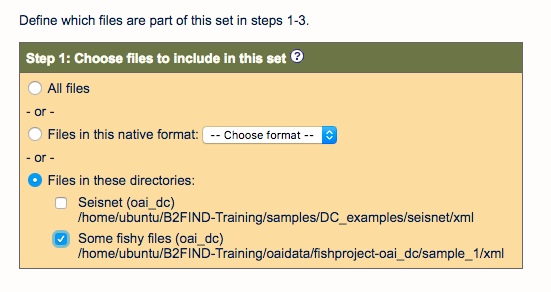 Define which files are part of this set in steps 1-3.
Step 1: Choose files to include in this set ?
All files
- or -
Files in this native format: -- Choose format --
- or -
Files in these directories:
Seisnet (oai_dc)
/home/ubuntu/B2FIND-Training/samples/DC_examples/seisnet/xml
Some fishy files (oai_dc)
/home/ubuntu/B2FIND-Training/oaidata/fishproject-oai_dc/sample_1/xml